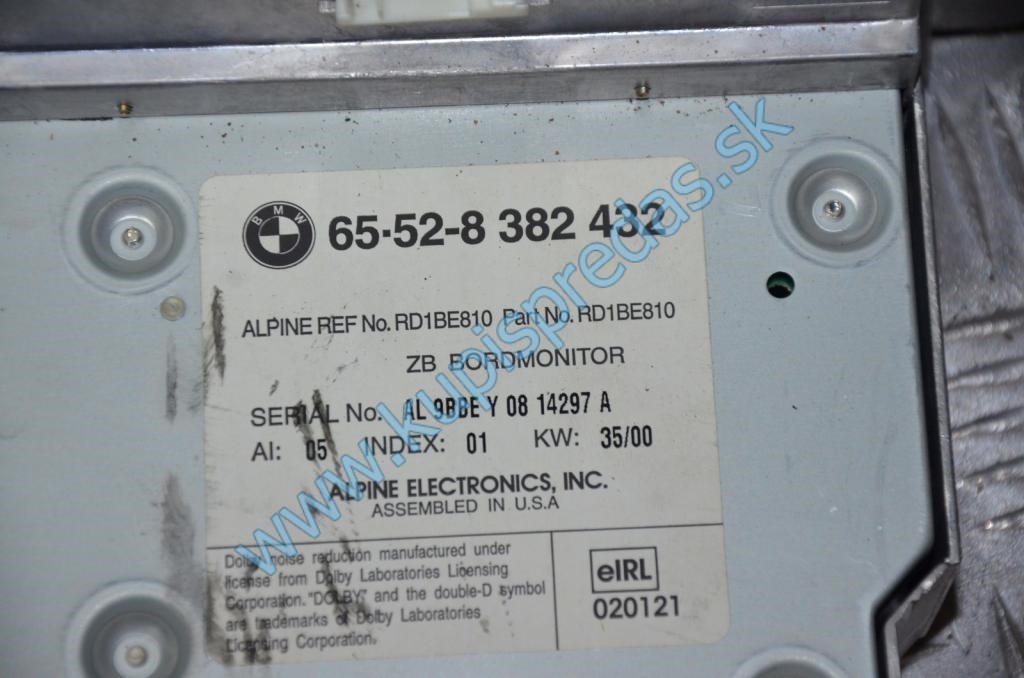 BMW 65·52-8 382 432
ALPINE REF No. RD1BE810 Part No. RD1BE810
ZB BORDMONITOR
SERIAL No. AL 9BBE Y 08 14297 A
AI: 05 INDEX: 01 KW: 35/00
ALPINE ELECTRONICS, INC.
ASSEMBLED IN U.S.A
Dolby noise reduction manufactured under
license from Dolby Laboratories Licensing
Corporation. "DOLBY" and the double-D symbol
are trademarks of Dolby Laboratories
Licensing Corporation.
eIRL
020121
www.kupispredas.sk